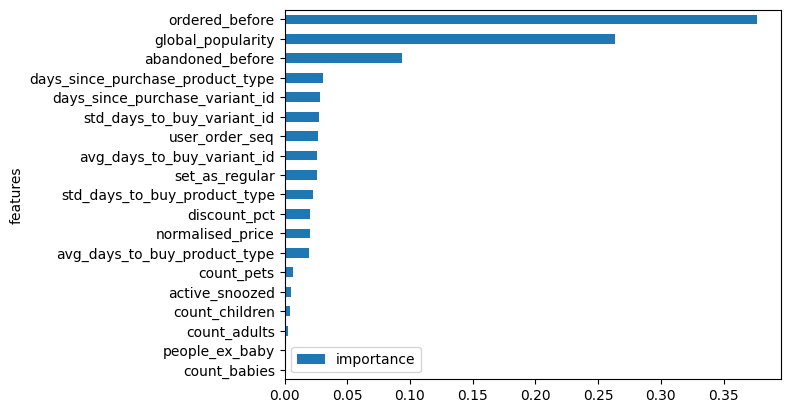 ordered_before
global_popularity
abandoned_before
days_since_purchase_product_type
days_since_purchase_variant_id
std_days_to_buy_variant_id
user_order_seq
avg_days_to_buy_variant_id
set_as_regular
std_days_to_buy_product_type
discount_pct
normalised_price
avg_days_to_buy_product_type
count_pets
active_snoozed
count_children
count_adults
people_ex_baby
count_babies
features
importance
0.00 0.05 0.10 0.15 0.20 0.25 0.30 0.35